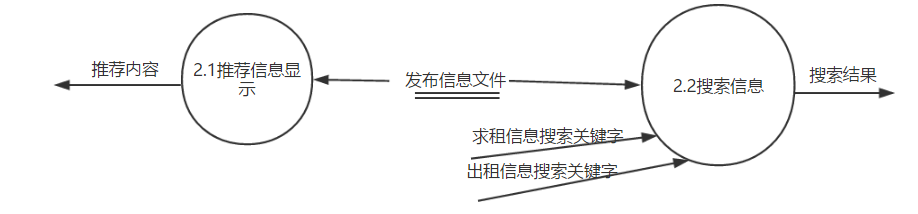 推荐内容
2.1推荐信息显
示
发布信息文件
2.2搜索信息
搜索结果
求租信息搜索关键字
出租信息搜索关键字